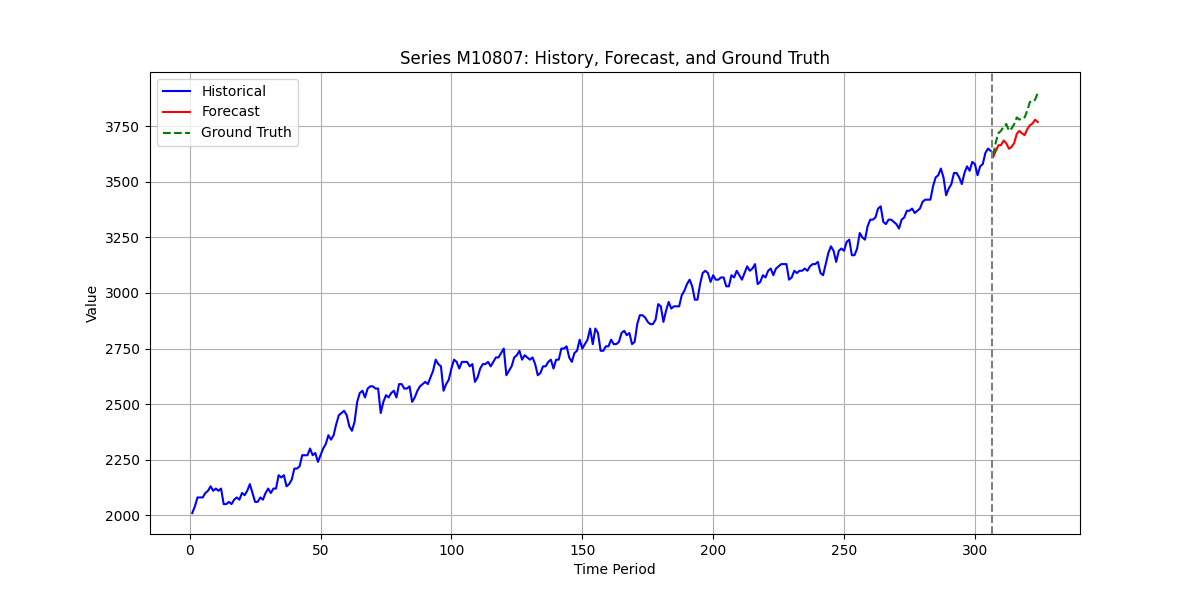 Series M10807: History, Forecast, and Ground Truth
Historical
Forecast
Ground Truth
Value
3750
3500
3250
3000
2750
2500
2250
2000
0 50 100 150 200 250 300
Time Period